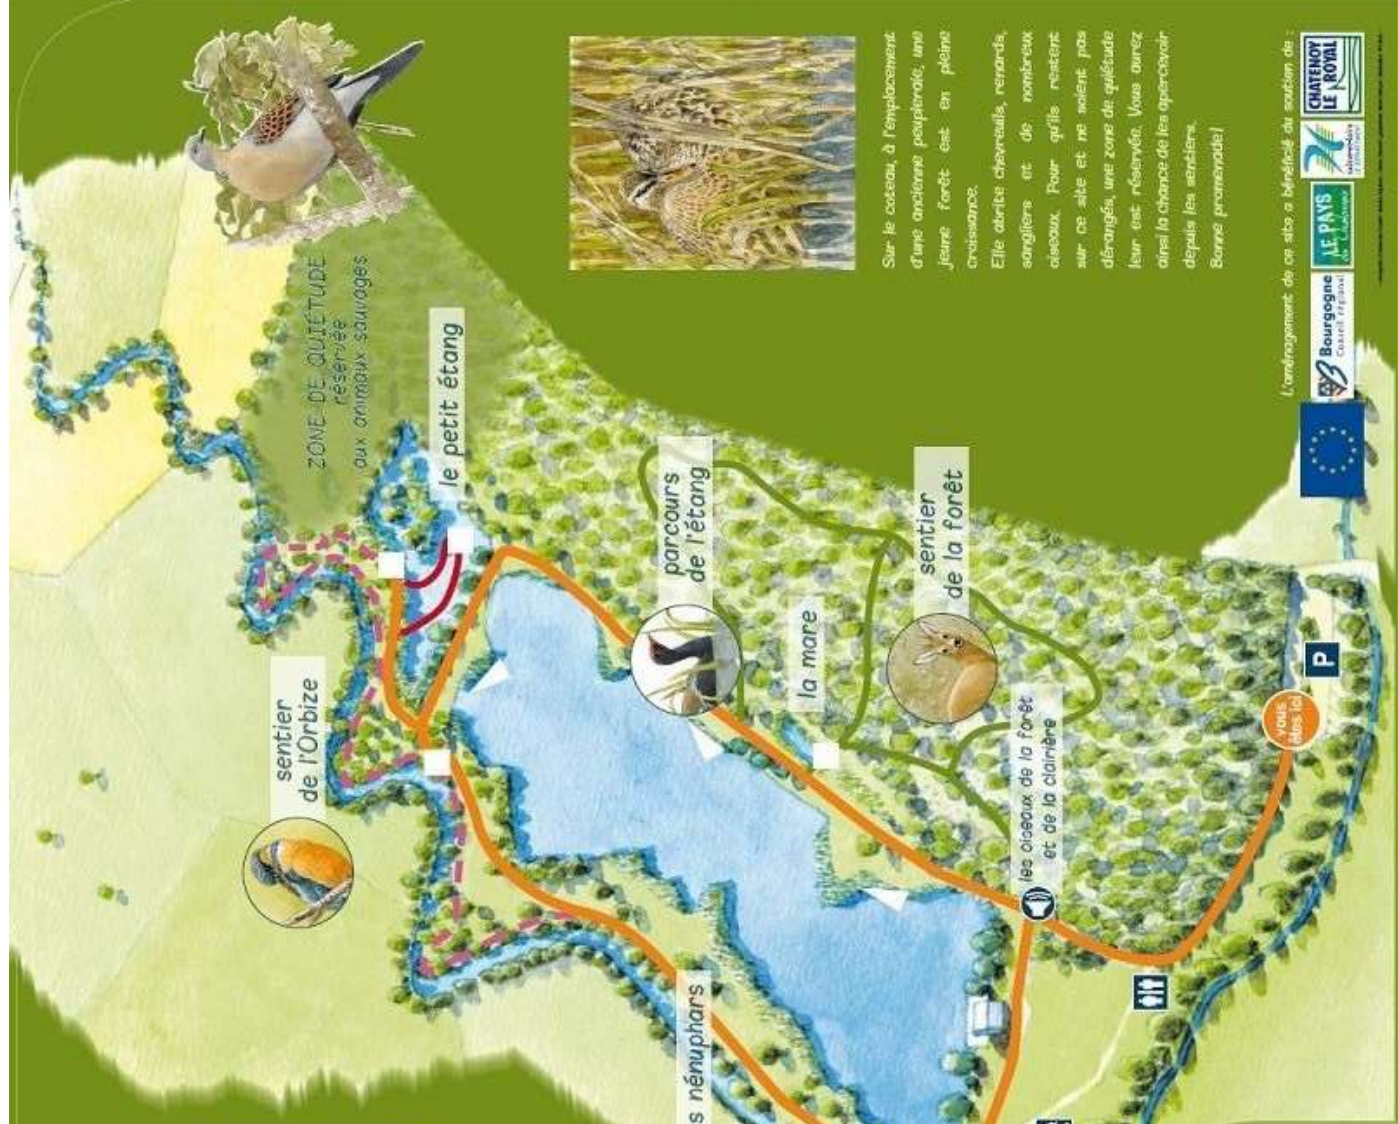 ZONE DE QUIÉTUDE
réservée
aux animaux sauvages
le petit étang
sentier
de l'Orbize
parcours
de l'étang
la mare
sentier
de la forêt
les oiseaux de la forêt
et de la clairière
s nénuphars
vous
êtes ici
P
Sur le coteau, à l'emplacement
d'une ancienne peupleraie, une
jeune forêt est en pleine
croissance.
Elle abrite chevreuils, renards,
sangliers et de nombreux
oiseaux. Pour qu'ils restent
sur ce site et ne soient pas
dérangés, une zone de quiétude
leur est réservée. Vous aurez
ainsi la chance de les apercevoir
depuis les sentiers.
Bonne promenade!
L'aménagement de ce site a bénéficié du soutien de :
Bourgogne
Conseil régional
LE PAYS
CHATENOY
LE ROYAL